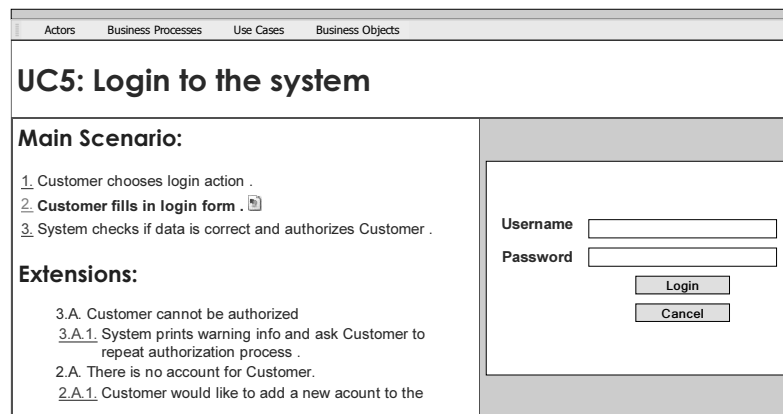 Actors Business Processes Use Cases Business Objects
UC5: Login to the system
Main Scenario:
1. Customer chooses login action .
2. Customer fills in login form .
3. System checks if data is correct and authorizes Customer .
Extensions:
3.A. Customer cannot be authorized
3.A.1. System prints warning info and ask Customer to
repeat authorization process .
2.A. There is no account for Customer.
2.A.1. Customer would like to add a new acount to the
Username
Password
Login
Cancel